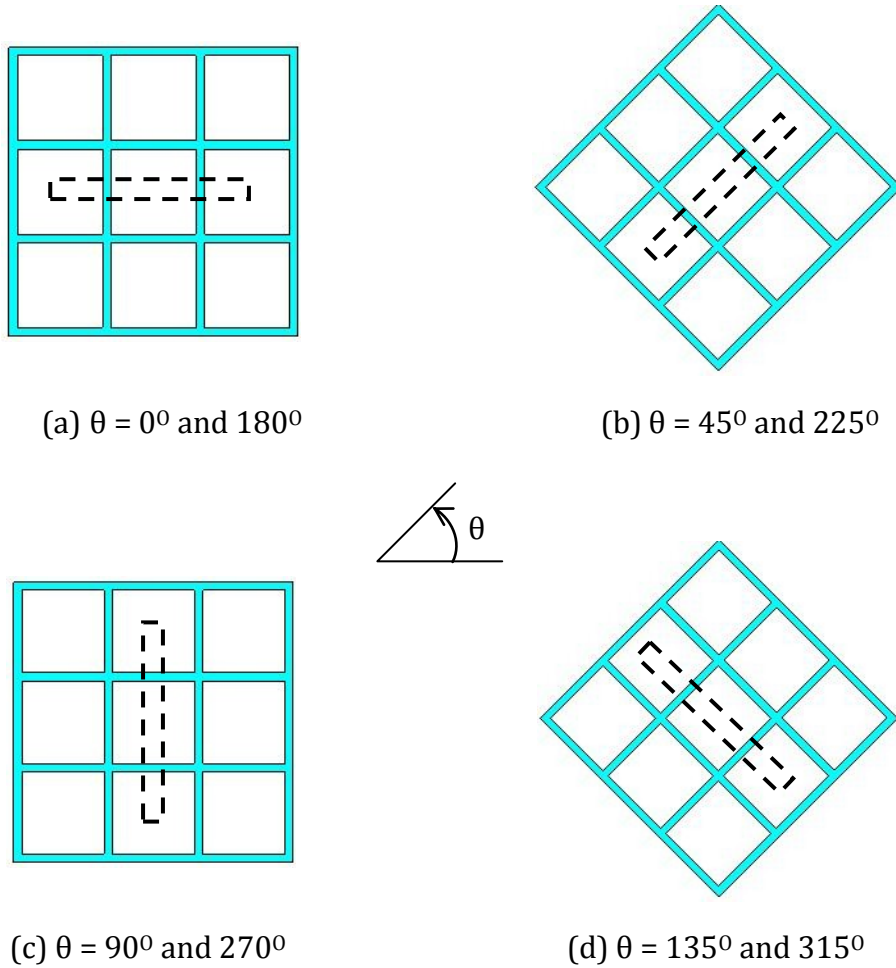 (a) θ = 0⁰ and 180⁰
(b) θ = 45⁰ and 225⁰
θ
(c) θ = 90⁰ and 270⁰
(d) θ = 135⁰ and 315⁰